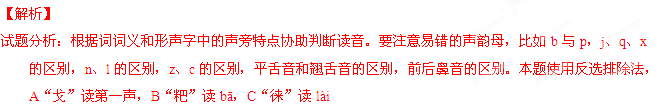 【解析】
试题分析：根据词词义和形声字中的声旁特点协助判断读音。要注意易错的声韵母，比如 b 与 p，j、q、x
的区别，n、l 的区别，z、c 的区别，平舌音和翘舌音的区别，前后鼻音的区别。本题使用反选排除法，
A“戈”读第一声，B“粑”读 bā，C“徕”读 lài